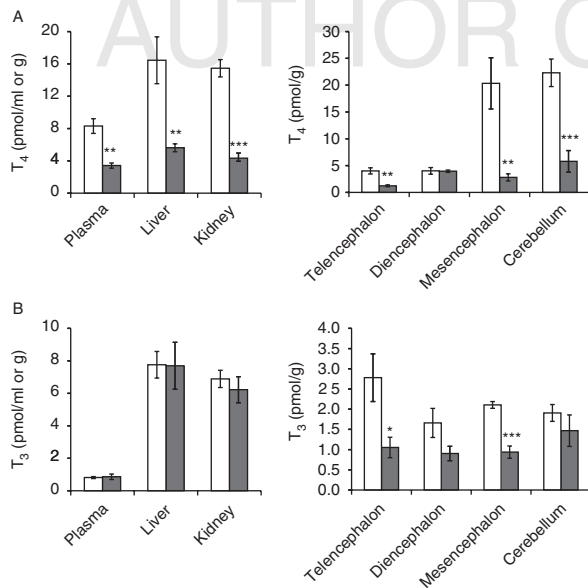 AUTHOR C
A
T4 (pmol/ml or g)
20
16
12
8
4
0
**
**
***
Plasma
Liver
Kidney
T4 (pmol/g)
30
25
20
15
10
5
0
**
**
***
Telencephalon
Diencephalon
Mesencephalon
Cerebellum
B
T3 (pmol/ml or g)
10
8
6
4
2
0
Plasma
Liver
Kidney
T3 (pmol/g)
4.0
3.5
3.0
2.5
2.0
1.5
1.0
0.5
0.0
*
***
Telencephalon
Diencephalon
Mesencephalon
Cerebellum